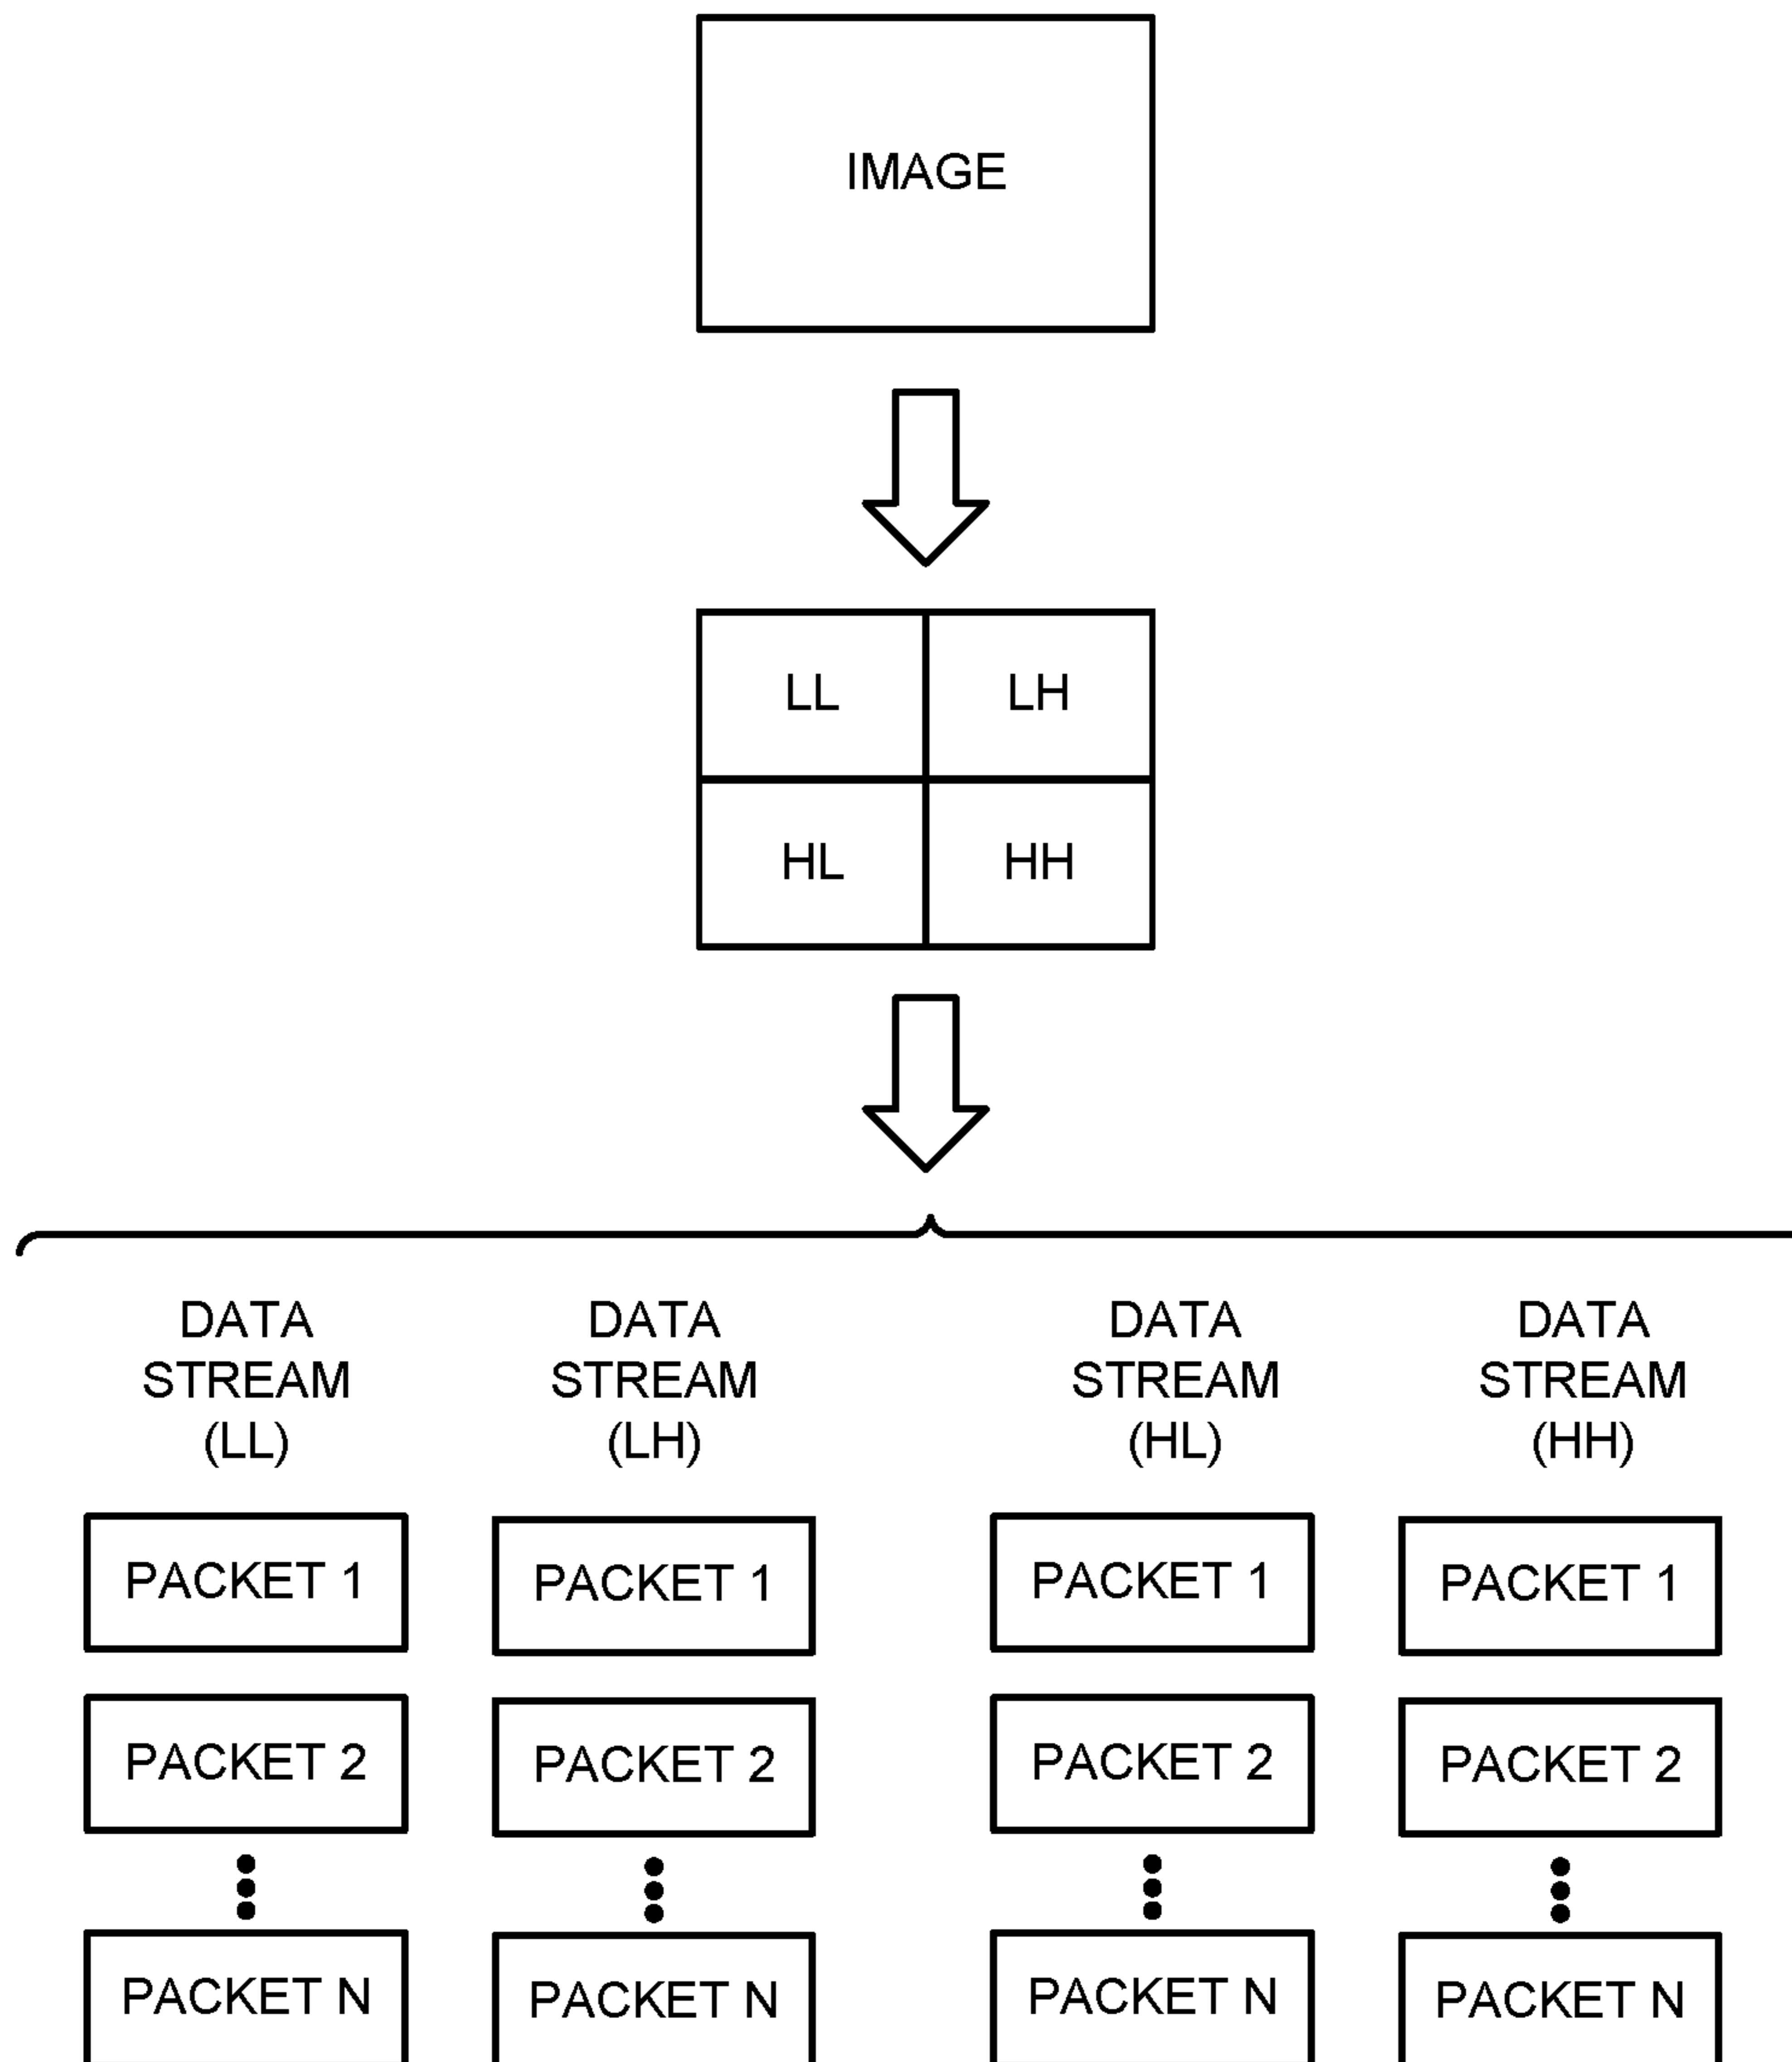 IMAGE
LL LH
HL HH
DATA STREAM (LL)
DATA STREAM (LH)
DATA STREAM (HL)
DATA STREAM (HH)
PACKET 1 PACKET 1 PACKET 1 PACKET 1
PACKET 2 PACKET 2 PACKET 2 PACKET 2
PACKET N PACKET N PACKET N PACKET N